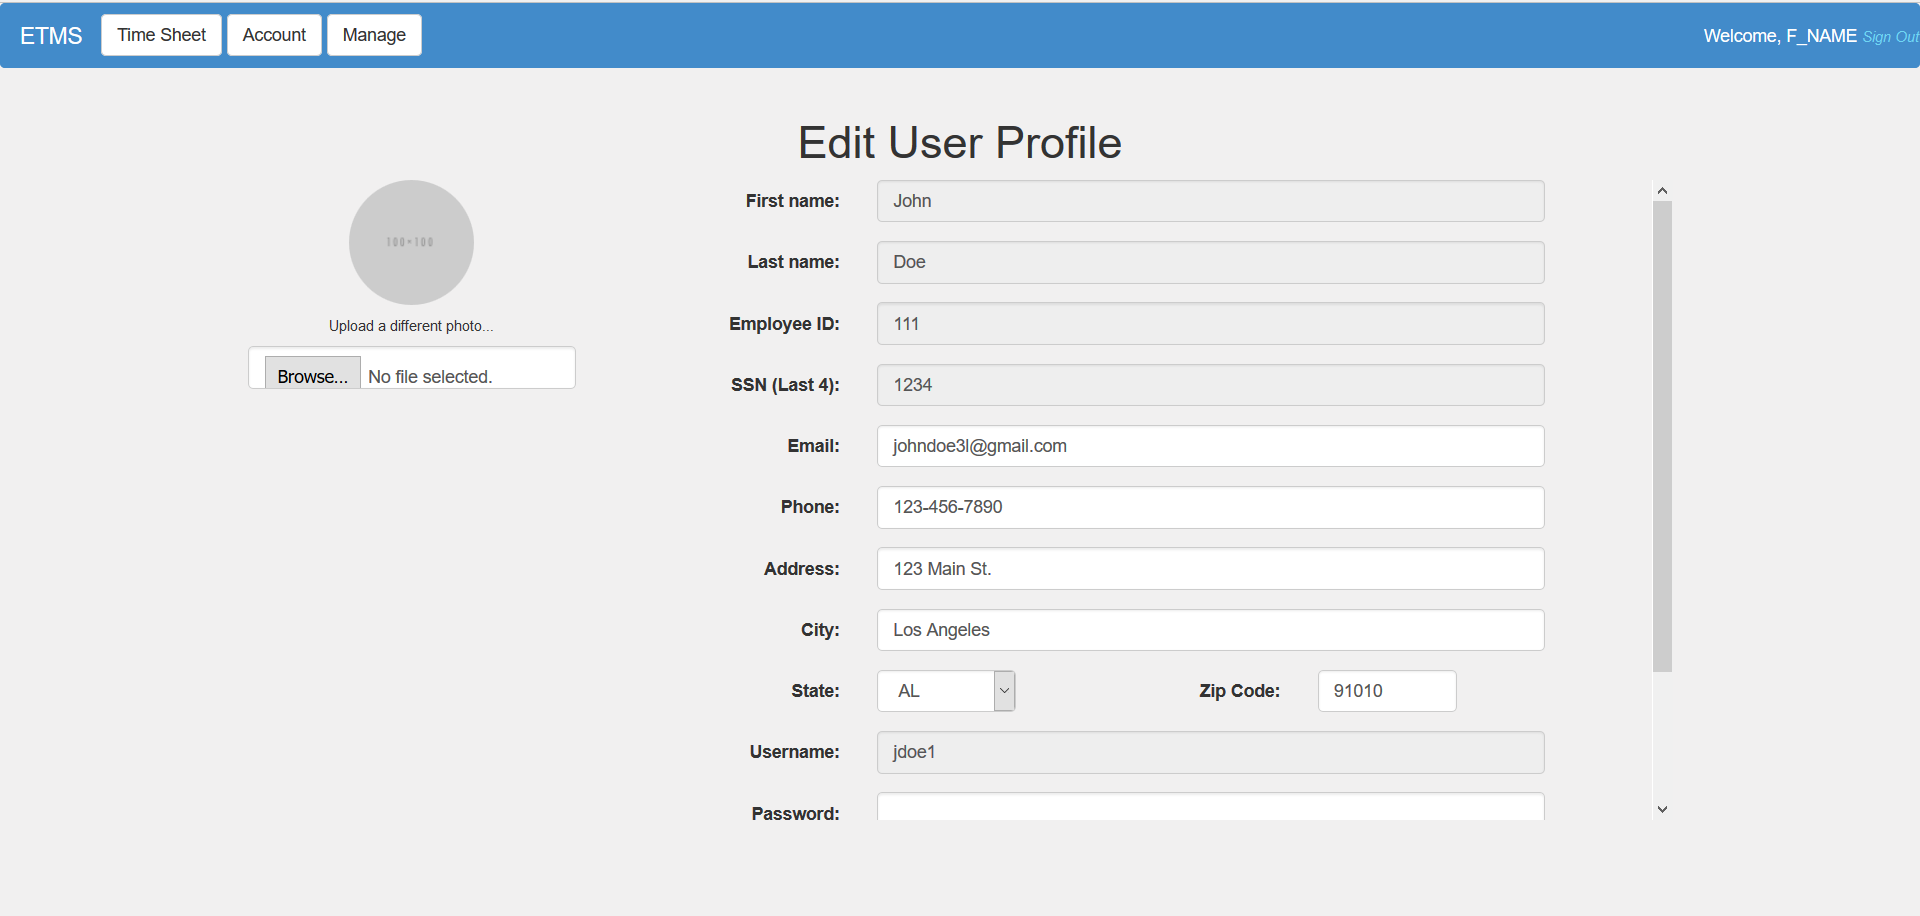 ETMS Time Sheet Account Manage Welcome, F_NAME Sign Out
Edit User Profile
100×100
Upload a different photo...
Browse... No file selected.
First name: John
Last name: Doe
Employee ID: 111
SSN (Last 4): 1234
Email: johndoe3l@gmail.com
Phone: 123-456-7890
Address: 123 Main St.
City: Los Angeles
State: AL Zip Code: 91010
Username: jdoe1
Password: